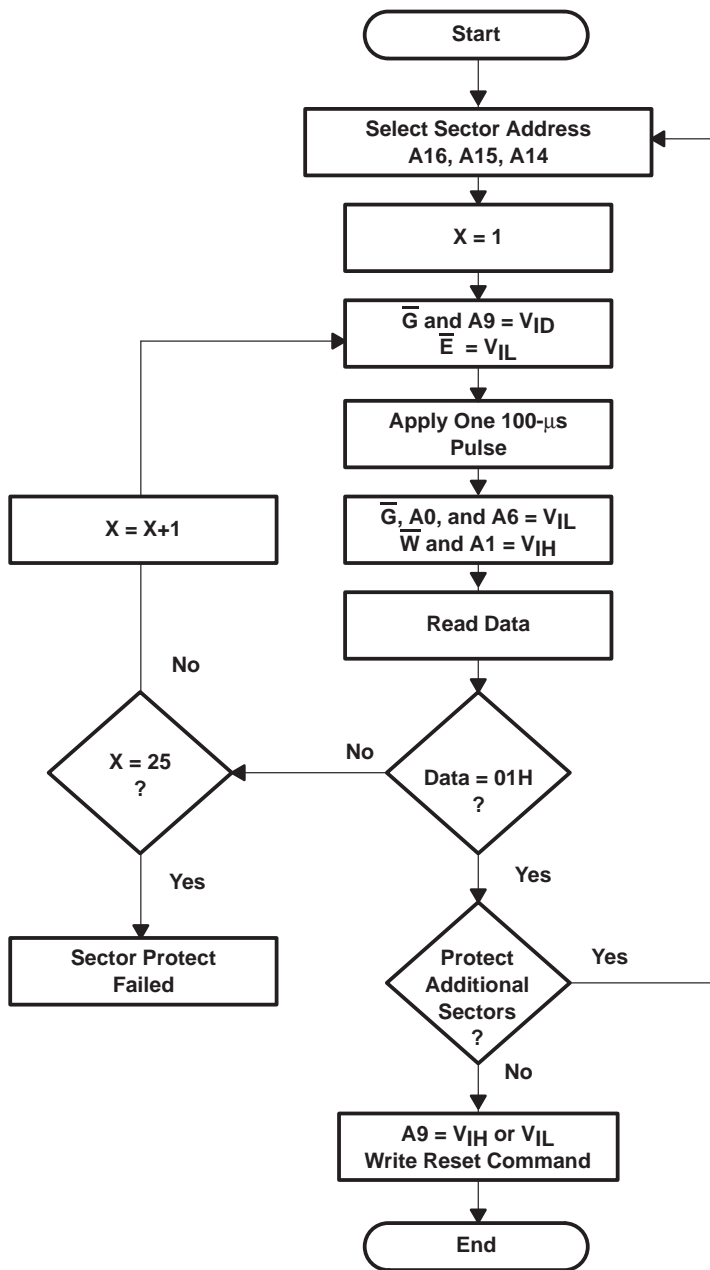 Start
Select Sector Address
A16, A15, A14
X = 1
G̅ and A9 = VID
E̅ = VIL
Apply One 100-μs
Pulse
X = X+1
G̅, A0, and A6 = VIL
W̅ and A1 = VIH
Read Data
No
X = 25
?
No
Data = 01H
?
Yes
Yes
Sector Protect
Failed
Protect
Additional
Sectors
?
Yes
No
A9 = VIH or VIL
Write Reset Command
End